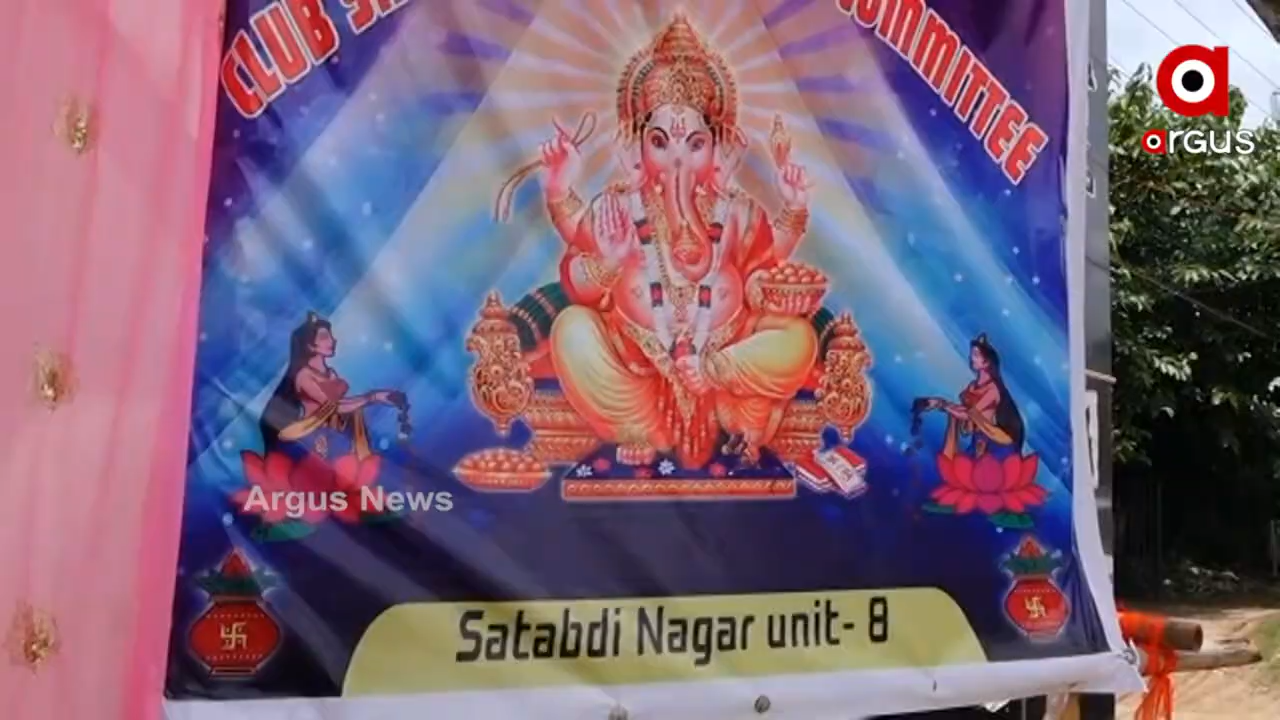 CLUB
COMMITTEE
argus
Argus News
Satabdi Nagar unit- 8